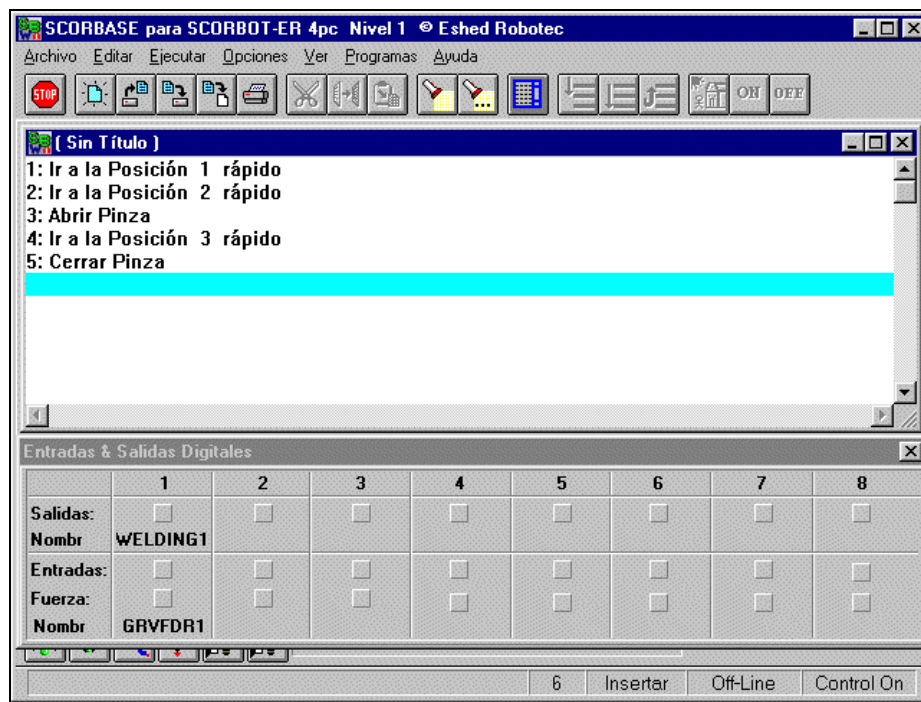 SCORBASE para SCORBOT-ER 4pc Nivel 1 © Eshed Robotec
Archivo Editar Ejecutar Opciones Ver Programas Ayuda
STOP ON OFF
( Sin Título )
1: Ir a la Posición 1 rápido
2: Ir a la Posición 2 rápido
3: Abrir Pinza
4: Ir a la Posición 3 rápido
5: Cerrar Pinza
Entradas & Salidas Digitales
1 2 3 4 5 6 7 8
Salidas:
Nombr WELDING1
Entradas:
Fuerza:
Nombr GRVFDR1
6 Insertar Off-Line Control On